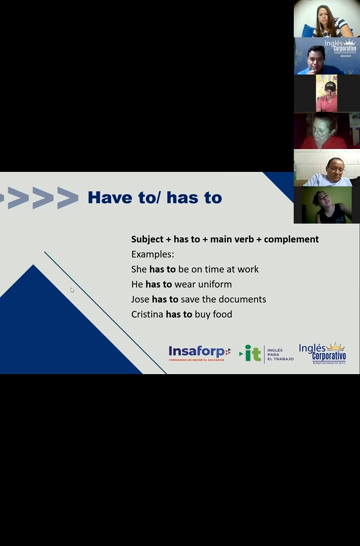 Inglés
Corporativo
>>>> Have to/ has to
Subject + has to + main verb + complement
Examples:
She has to be on time at work
He has to wear uniform
Jose has to save the documents
Cristina has to buy food
Insaforp
it
INGLÉS
PARA
EL TRABAJO
Inglés
Corporativo